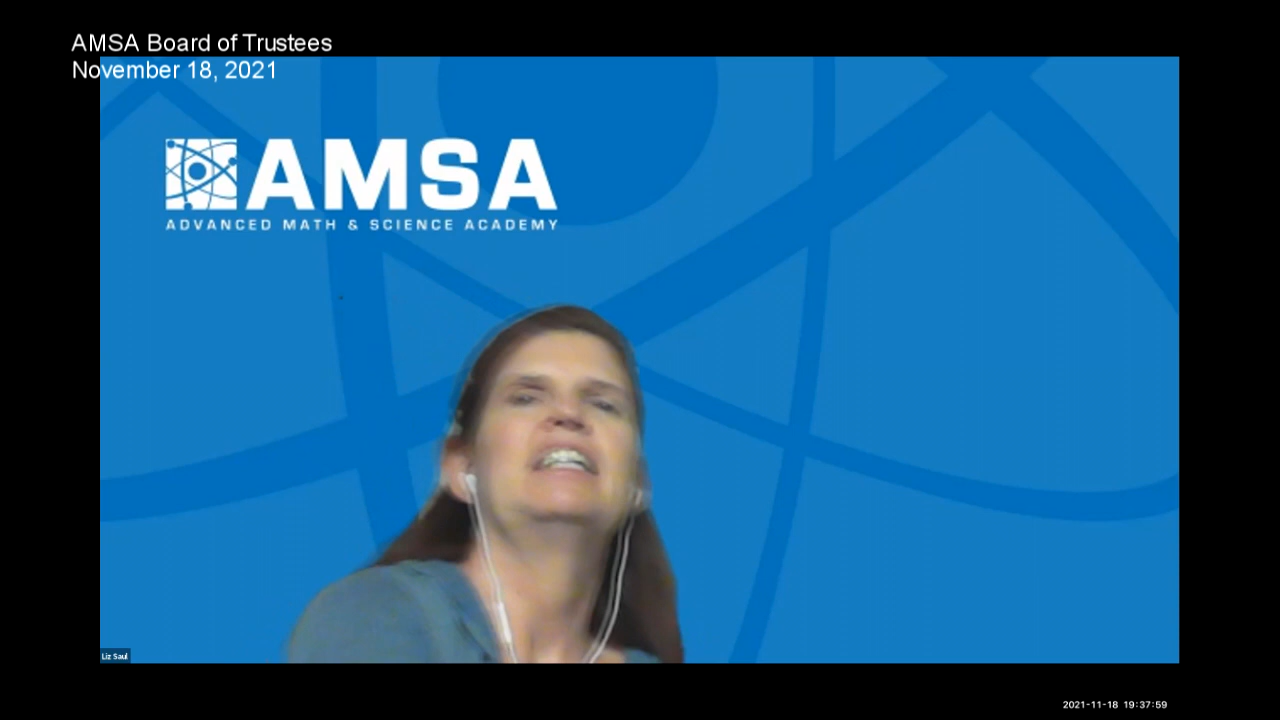 AMSA Board of Trustees
November 18, 2021
AMSA
ADVANCED MATH & SCIENCE ACADEMY
Liz Saul
2021-11-18 19:37:59